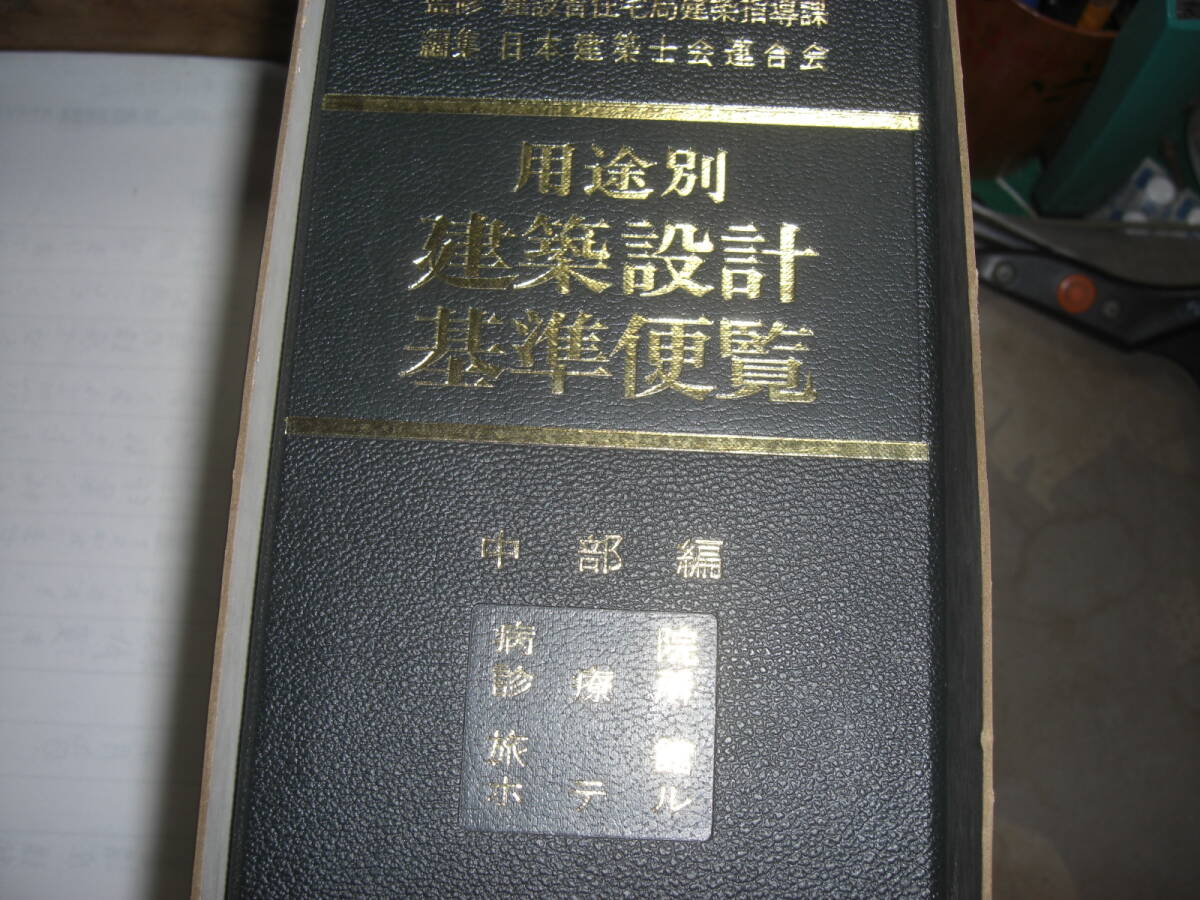 監修 建設省住宅局建築指導課
編集 日本建築士会連合会
用途別
建築設計
基準便覧
中部編
病院
診療所
旅館
ホテル